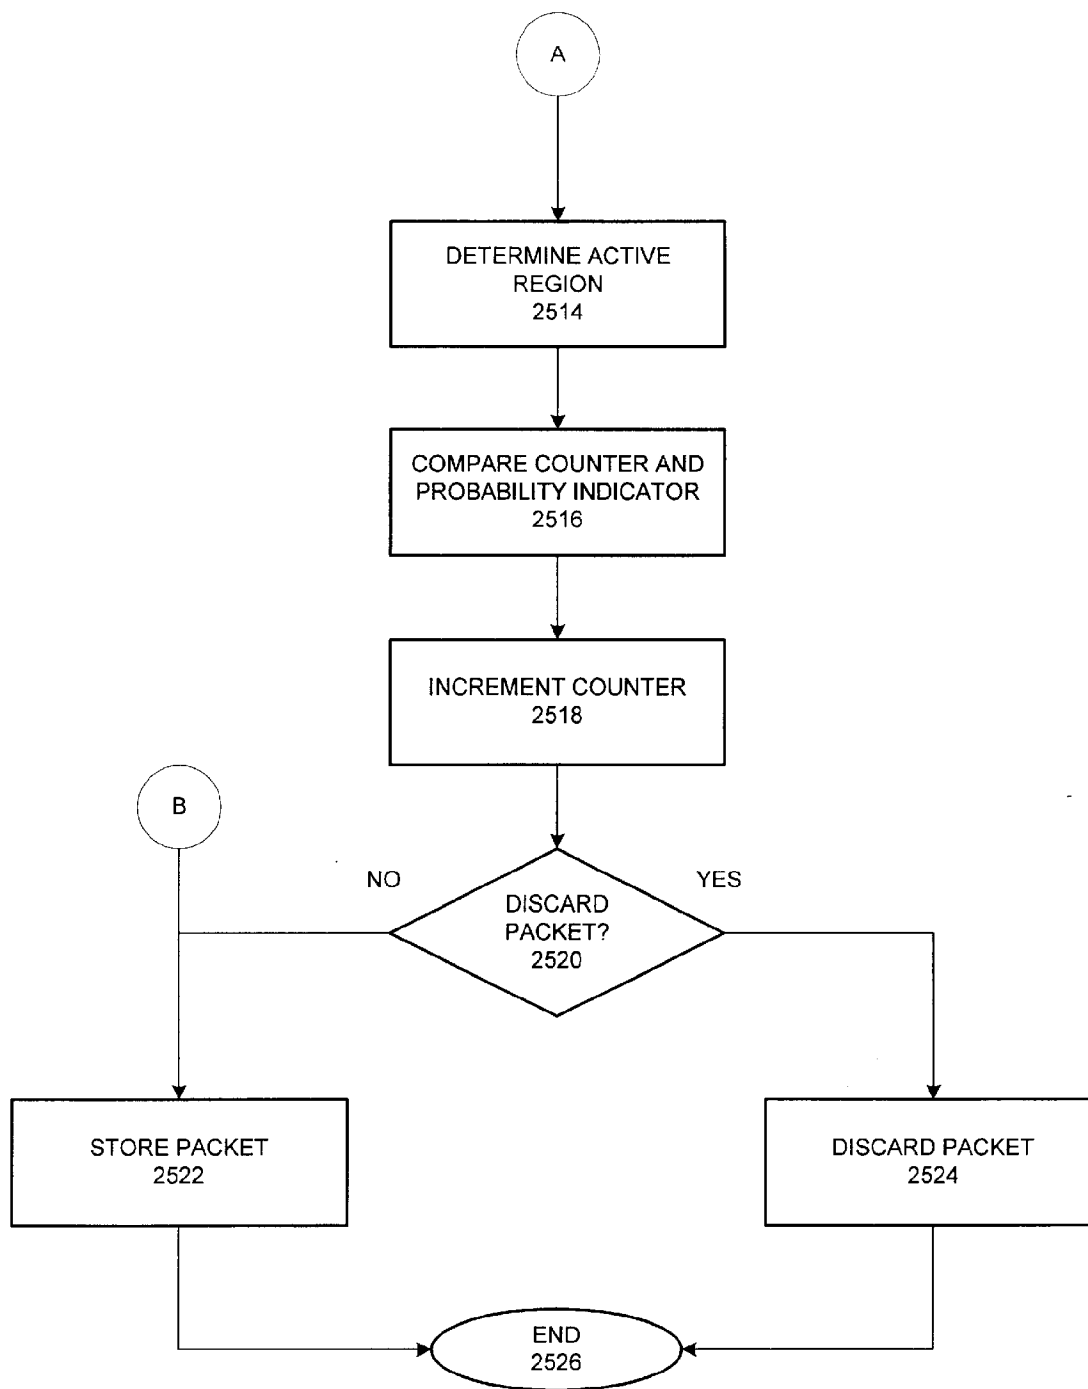 A
DETERMINE ACTIVE
REGION
2514
COMPARE COUNTER AND
PROBABILITY INDICATOR
2516
INCREMENT COUNTER
2518
B
NO
YES
DISCARD
PACKET?
2520
STORE PACKET
2522
DISCARD PACKET
2524
END
2526